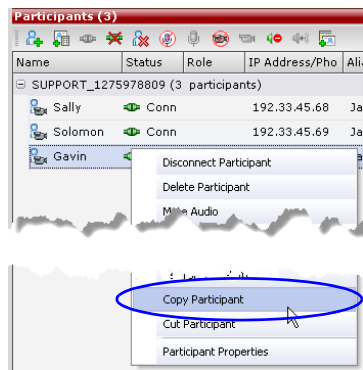 Participants (3)
Name Status Role IP Address/Pho Ali
SUPPORT_1275978809 (3 participants)
Sally Conn 192.33.45.68 Ja
Solomon Conn 192.33.45.69 Ja
Gavin
Disconnect Participant
Delete Participant
Mute Audio
Copy Participant
Cut Participant
Participant Properties